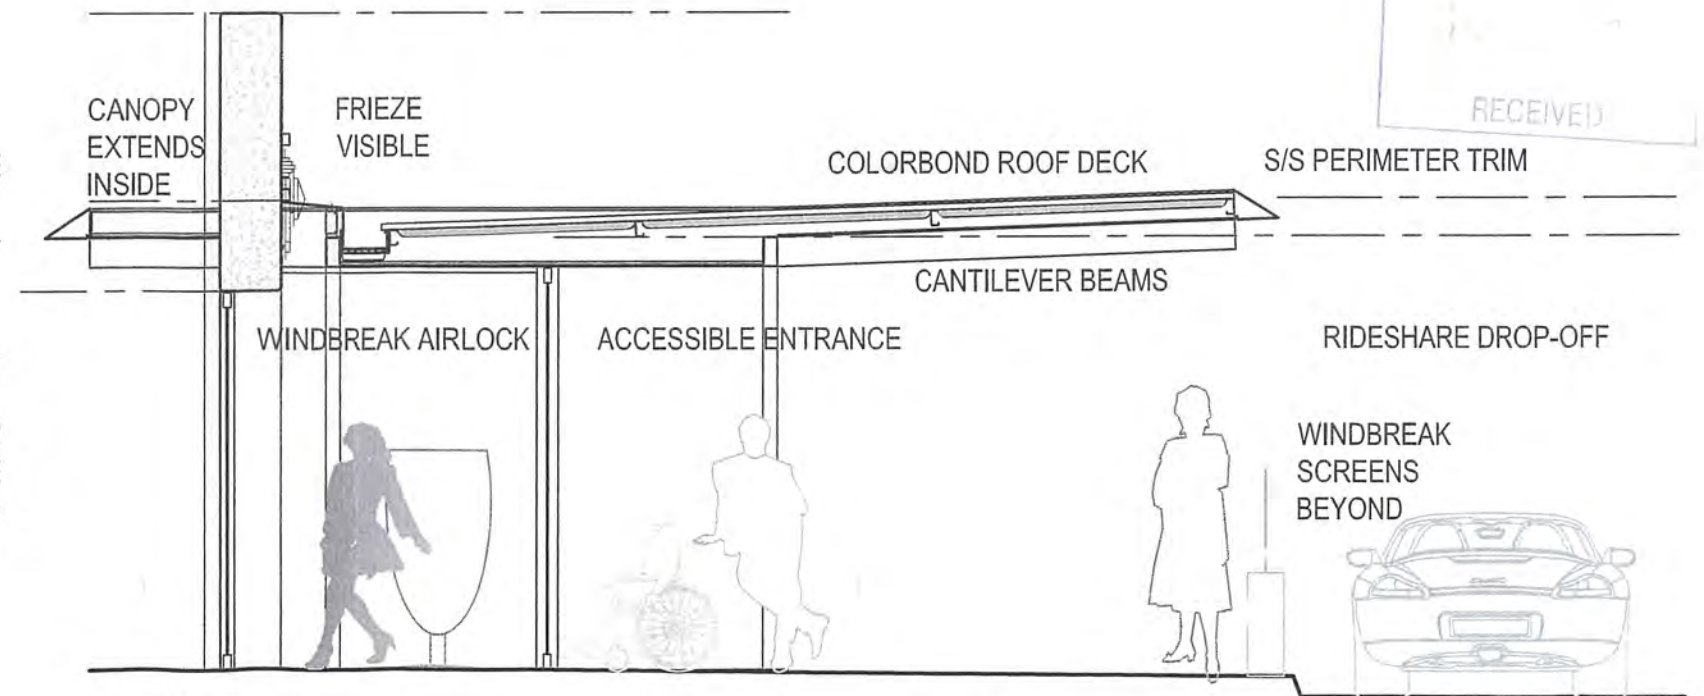 CANOPY
EXTENDS
INSIDE
FRIEZE
VISIBLE
COLORBOND ROOF DECK
S/S PERIMETER TRIM
RECEIVED
CANTILEVER BEAMS
WINDBREAK AIRLOCK
ACCESSIBLE ENTRANCE
RIDESHARE DROP-OFF
WINDBREAK
SCREENS
BEYOND